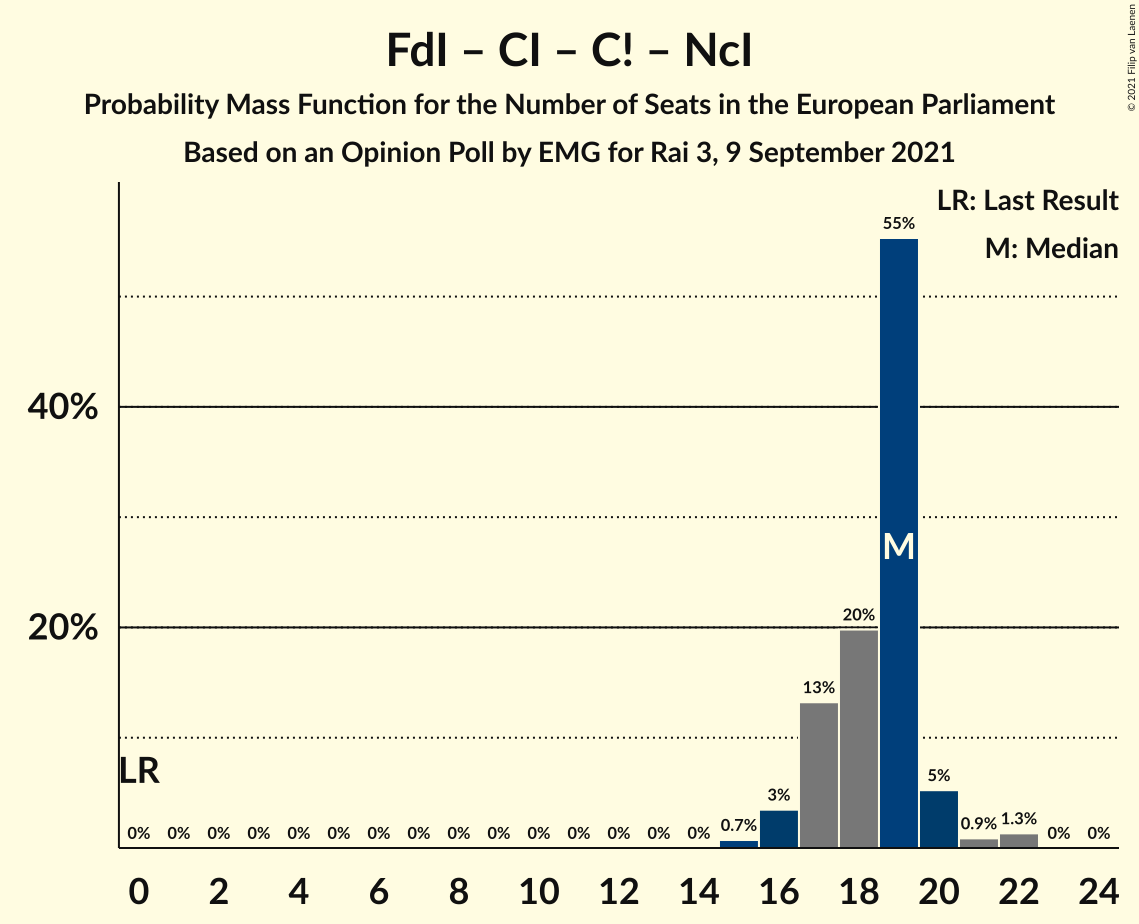 FdI – CI – C! – NcI
Probability Mass Function for the Number of Seats in the European Parliament
Based on an Opinion Poll by EMG for Rai 3, 9 September 2021
© 2021 Filip van Laenen
LR: Last Result
M: Median
55%
40%
M
20%
20%
13%
LR
5%
3%
0% 0% 0% 0% 0% 0% 0% 0% 0% 0% 0% 0% 0% 0% 0% 0.7% 0.9% 1.3% 0% 0%
0 2 4 6 8 10 12 14 16 18 20 22 24